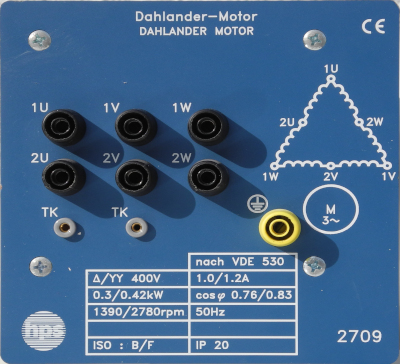 Dahlander-Motor
DAHLANDER MOTOR
CE
1U 1V 1W
2U 2V 2W
TK TK
1U
2U 2W
1W 2V 1V
M
3~
nach VDE 530
Δ/YY 400V 1.0/1.2A
0.3/0.42kW cosφ 0.76/0.83
1390/2780rpm 50Hz
ISO : B/F IP 20
hps
2709